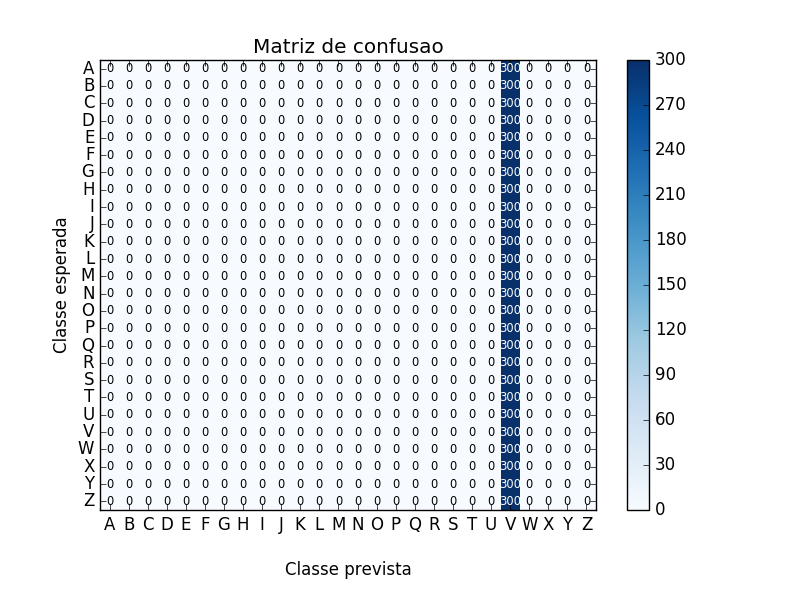 Matriz de confusao
A 0 0 0 0 0 0 0 0 0 0 0 0 0 0 0 0 0 0 0 0 0 300 0 0 0 0
B 0 0 0 0 0 0 0 0 0 0 0 0 0 0 0 0 0 0 0 0 0 300 0 0 0 0
C 0 0 0 0 0 0 0 0 0 0 0 0 0 0 0 0 0 0 0 0 0 300 0 0 0 0
D 0 0 0 0 0 0 0 0 0 0 0 0 0 0 0 0 0 0 0 0 0 300 0 0 0 0
E 0 0 0 0 0 0 0 0 0 0 0 0 0 0 0 0 0 0 0 0 0 300 0 0 0 0
F 0 0 0 0 0 0 0 0 0 0 0 0 0 0 0 0 0 0 0 0 0 300 0 0 0 0
G 0 0 0 0 0 0 0 0 0 0 0 0 0 0 0 0 0 0 0 0 0 300 0 0 0 0
H 0 0 0 0 0 0 0 0 0 0 0 0 0 0 0 0 0 0 0 0 0 300 0 0 0 0
I 0 0 0 0 0 0 0 0 0 0 0 0 0 0 0 0 0 0 0 0 0 300 0 0 0 0
J 0 0 0 0 0 0 0 0 0 0 0 0 0 0 0 0 0 0 0 0 0 300 0 0 0 0
K 0 0 0 0 0 0 0 0 0 0 0 0 0 0 0 0 0 0 0 0 0 300 0 0 0 0
L 0 0 0 0 0 0 0 0 0 0 0 0 0 0 0 0 0 0 0 0 0 300 0 0 0 0
M 0 0 0 0 0 0 0 0 0 0 0 0 0 0 0 0 0 0 0 0 0 300 0 0 0 0
N 0 0 0 0 0 0 0 0 0 0 0 0 0 0 0 0 0 0 0 0 0 300 0 0 0 0
O 0 0 0 0 0 0 0 0 0 0 0 0 0 0 0 0 0 0 0 0 0 300 0 0 0 0
P 0 0 0 0 0 0 0 0 0 0 0 0 0 0 0 0 0 0 0 0 0 300 0 0 0 0
Q 0 0 0 0 0 0 0 0 0 0 0 0 0 0 0 0 0 0 0 0 0 300 0 0 0 0
R 0 0 0 0 0 0 0 0 0 0 0 0 0 0 0 0 0 0 0 0 0 300 0 0 0 0
S 0 0 0 0 0 0 0 0 0 0 0 0 0 0 0 0 0 0 0 0 0 300 0 0 0 0
T 0 0 0 0 0 0 0 0 0 0 0 0 0 0 0 0 0 0 0 0 0 300 0 0 0 0
U 0 0 0 0 0 0 0 0 0 0 0 0 0 0 0 0 0 0 0 0 0 300 0 0 0 0
V 0 0 0 0 0 0 0 0 0 0 0 0 0 0 0 0 0 0 0 0 0 300 0 0 0 0
W 0 0 0 0 0 0 0 0 0 0 0 0 0 0 0 0 0 0 0 0 0 300 0 0 0 0
X 0 0 0 0 0 0 0 0 0 0 0 0 0 0 0 0 0 0 0 0 0 300 0 0 0 0
Y 0 0 0 0 0 0 0 0 0 0 0 0 0 0 0 0 0 0 0 0 0 300 0 0 0 0
Z 0 0 0 0 0 0 0 0 0 0 0 0 0 0 0 0 0 0 0 0 0 300 0 0 0 0
A B C D E F G H I J K L M N O P Q R S T U V W X Y Z
Classe esperada
Classe prevista
300
270
240
210
180
150
120
90
60
30
0